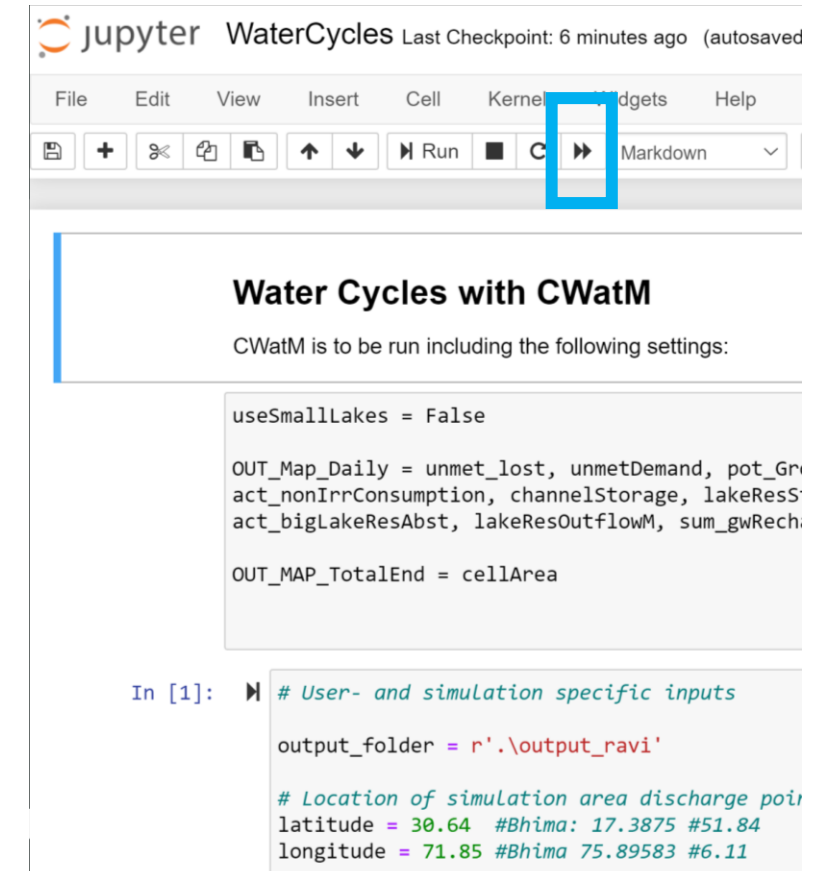 jupyter WaterCycles Last Checkpoint: 6 minutes ago (autosaved
File Edit View Insert Cell Kernel Widgets Help
Run Markdown
Water Cycles with CWatM
CWatM is to be run including the following settings:
useSmallLakes = False
OUT_Map_Daily = unmet_lost, unmetDemand, pot_Gr
act_nonIrrConsumption, channelStorage, lakeResS
act_bigLakeResAbst, lakeResOutflowM, sum_gwRech
OUT_MAP_TotalEnd = cellArea
In [1]: # User- and simulation specific inputs
output_folder = r'.\output_ravi'
# Location of simulation area discharge poi
latitude = 30.64 #Bhima: 17.3875 #51.84
longitude = 71.85 #Bhima 75.89583 #6.11